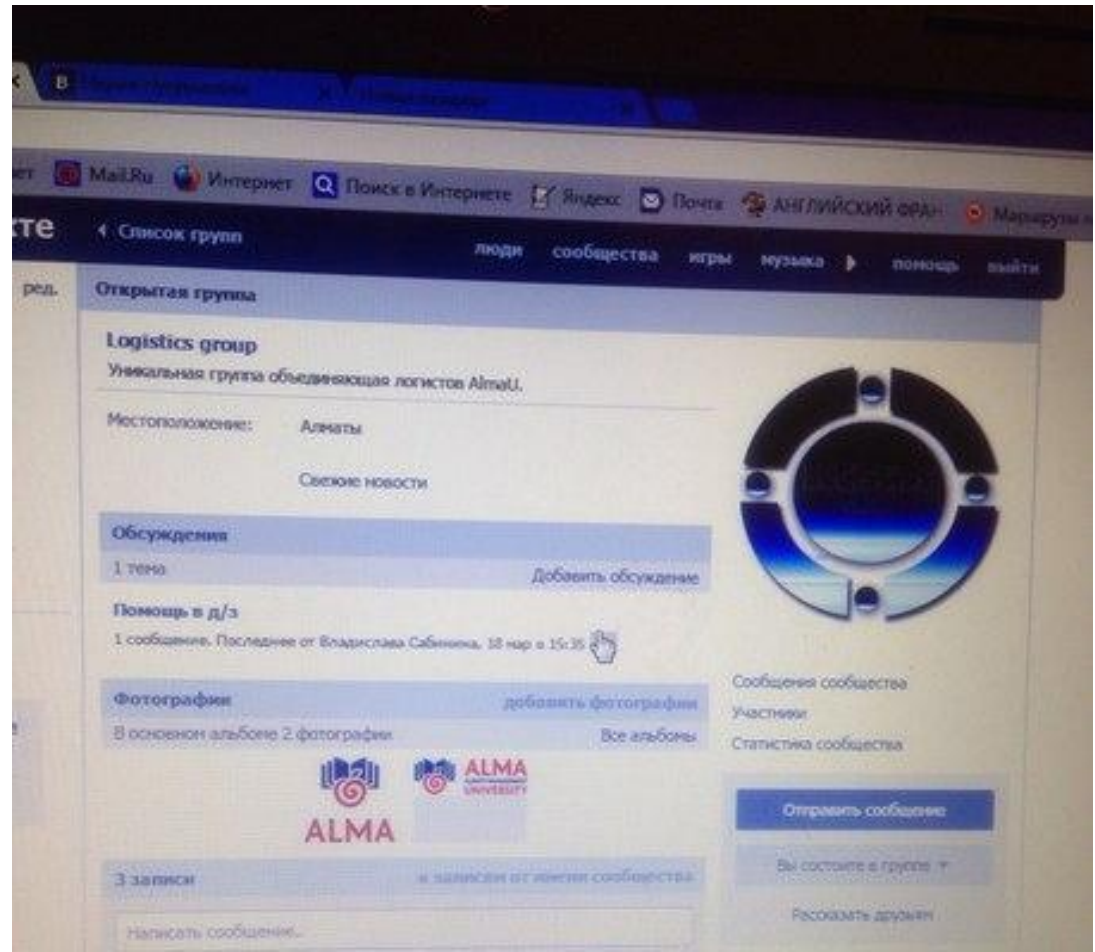 В
Mail.Ru Интернет Поиск в Интернете Яндекс Почта АНГЛИЙСКИЙ ФРАН Маршруты
кте Список групп люди сообщества игры музыка помощь выйти
ред. Открытая группа
Logistics group
Уникальная группа объединяющая логистов AlmaU.
Местоположение: Алматы
Свежие новости
Обсуждения
1 тема Добавить обсуждение
Помощь в д/з
1 сообщение. Последнее от Владислава Сабинина, 18 мар в 15:35
Сообщения сообщества
Участники
Статистика сообщества
Фотографии добавить фотографии
В основном альбоме 2 фотографии Все альбомы
ALMA
ALMA
UNIVERSITY
Отправить сообщение
Вы состоите в группе
Рассказать друзьям
3 записи к записям от имени сообщества
Написать сообщение...